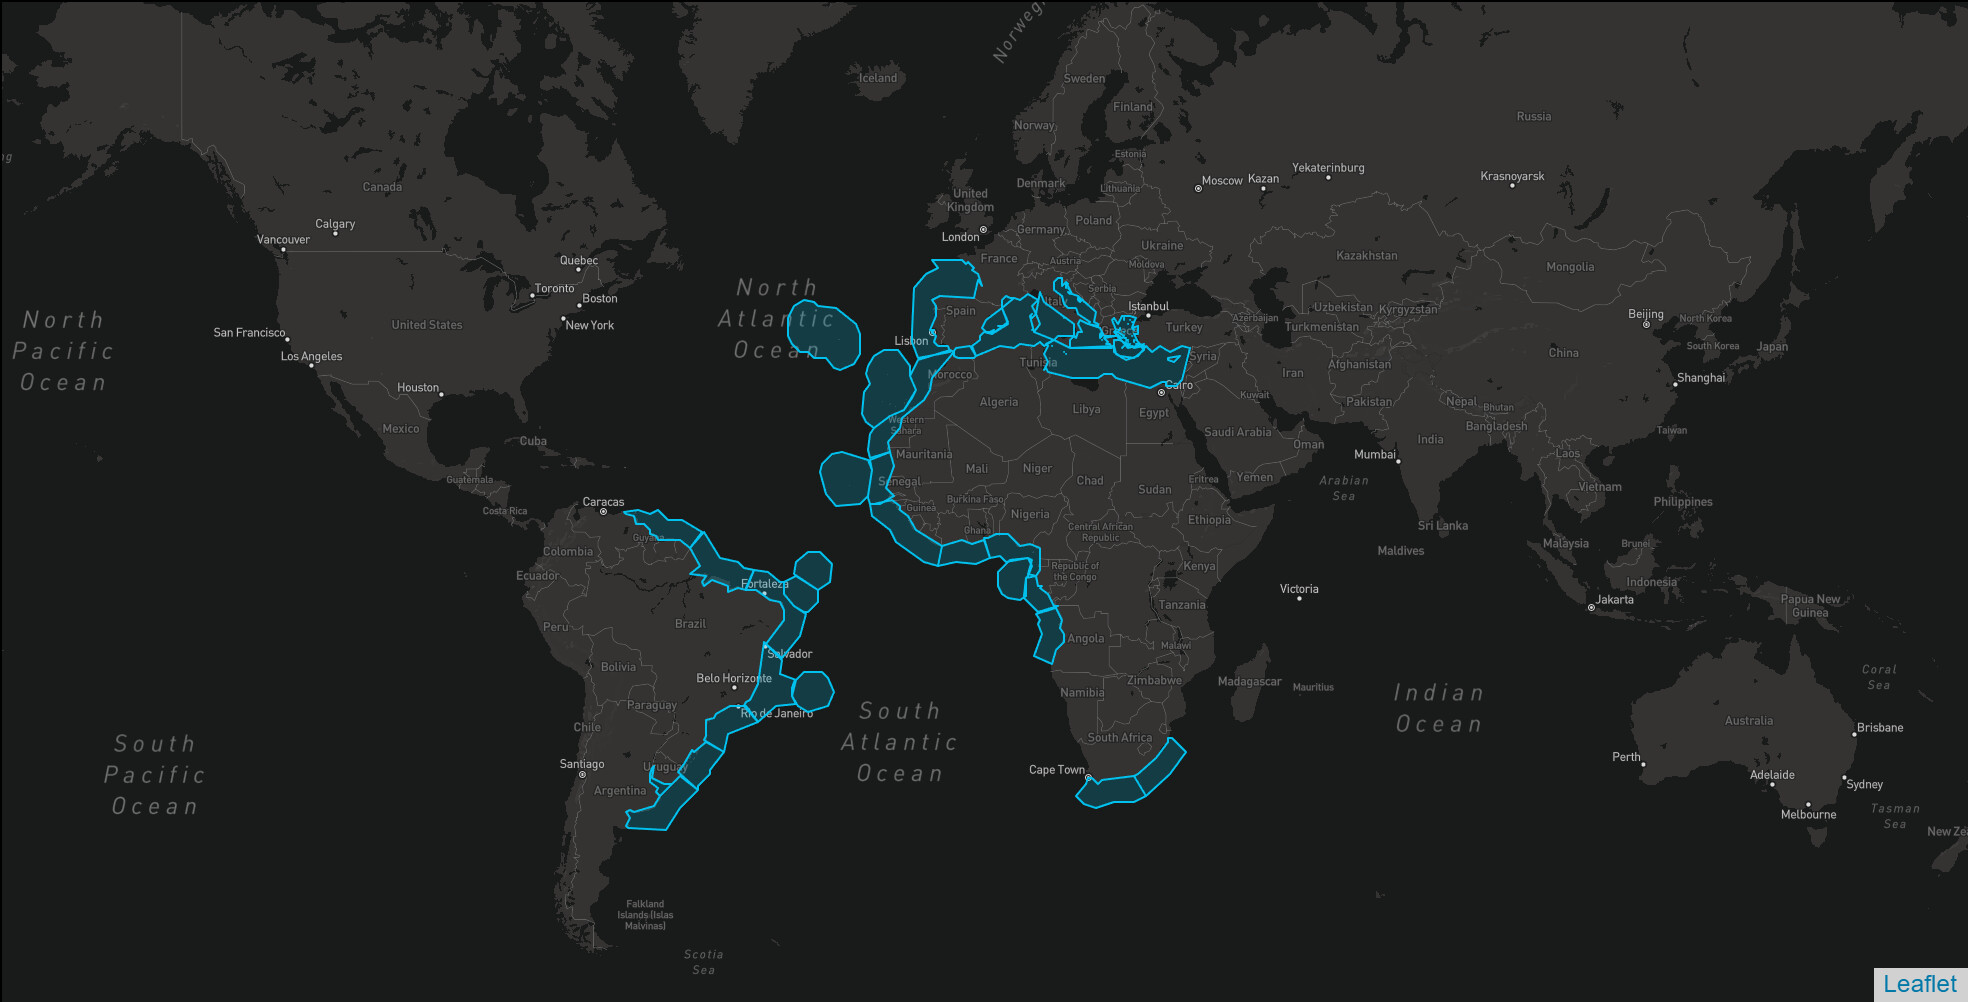 Norweg
Iceland
Sweden
Finland
Norway
Russia
Estonia
ng
Canada
Denmark
Lithuania
Moscow
Kazan
Yekaterinburg
Krasnoyarsk
United
Kingdom
Poland
Calgary
Vancouver
London
Germany
Ukraine
Quebec
France
Austria
Moldova
Kazakhstan
Mongolia
Toronto
Boston
North
Atlantic
Ocean
Serbia
Italy
Istanbul
Spain
Uzbekistan
Kyrgyzstan
Beijing
North Korea
North
Pacific
Ocean
San Francisco
United States
New York
Lisbon
Greece
Turkey
Azerbaijan
Turkmenistan
South Korea
Japan
China
Los Angeles
Tunisia
Syria
Morocco
Iran
Afghanistan
Shanghai
Houston
Cairo
Algeria
Libya
Egypt
Kuwait
Pakistan
Nepal
Bhutan
Mexico
Western
Sahara
Saudi Arabia
Oman
India
Bangladesh
Taiwan
Cuba
Mauritania
Mali
Niger
Chad
Sudan
Eritrea
Yemen
Mumbai
Laos
Guatemala
Senegal
Arabian
Sea
Vietnam
Philippines
Caracas
Costa Rica
Burkina Faso
Guinea
Nigeria
Ghana
Central African
Republic
Ethiopia
Sri Lanka
Guyana
Colombia
Maldives
Malaysia
Brunei
Ecuador
Fortaleza
Republic of
the Congo
Kenya
Victoria
Indonesia
Jakarta
Papua New
Guinea
Tanzania
Peru
Brazil
Angola
Malawi
Salvador
Bolivia
Belo Horizonte
Zimbabwe
Namibia
Madagascar
Mauritius
Indian
Ocean
Coral
Sea
Paraguay
Rio de Janeiro
South
Atlantic
Ocean
Australia
Brisbane
Chile
South Africa
South
Pacific
Ocean
Santiago
Uruguay
Cape Town
Perth
Adelaide
Sydney
Argentina
Melbourne
Tasman
Sea
New Ze
Falkland
Islands (Islas
Malvinas)
Scotia
Sea
Leaflet